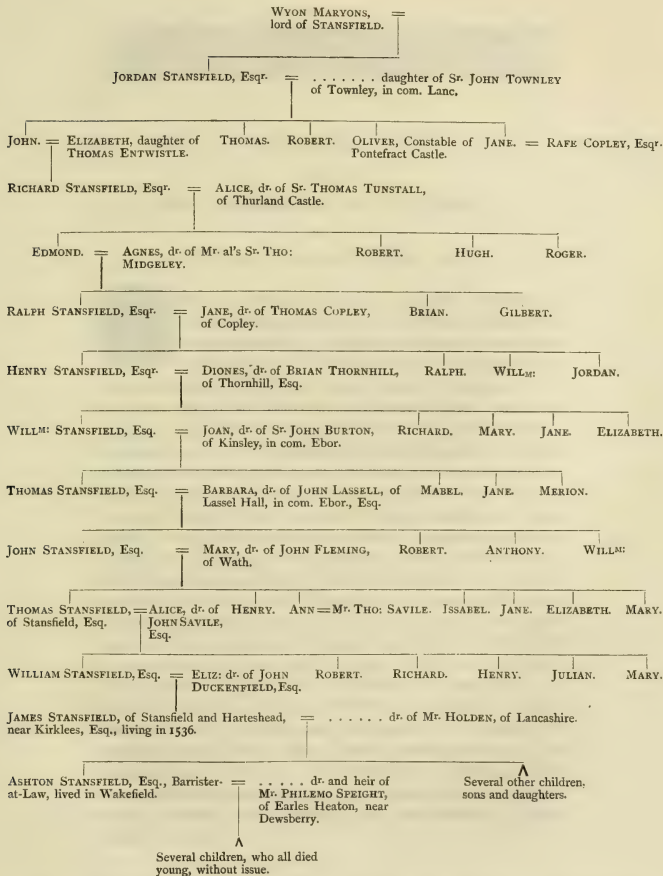 WYON MARYONS, =
lord of STANSFIELD.
JORDAN STANSFIELD, Esqr. = . . . . . . . daughter of Sr. JOHN TOWNLEY
of Townley, in com. Lanc.
JOHN. = ELIZABETH, daughter of THOMAS. ROBERT. OLIVER, Constable of JANE. = RAFE COPLEY, Esqr.
THOMAS ENTWISTLE. Pontefract Castle.
RICHARD STANSFIELD, Esqr. = ALICE, dr. of Sr. THOMAS TUNSTALL,
of Thurland Castle.
EDMOND. = AGNES, dr. of Mr. al's Sr. THO: ROBERT. HUGH. ROGER.
MIDGELEY.
RALPH STANSFIELD, Esqr. = JANE, dr. of THOMAS COPLEY, BRIAN. GILBERT.
of Copley.
HENRY STANSFIELD, Esqr. = DIONES, dr. of BRIAN THORNHILL, RALPH. WILLM: JORDAN.
of Thornhill, Esq.
WILLM: STANSFIELD, Esq. = JOAN, dr. of Sr. JOHN BURTON, RICHARD. MARY. JANE. ELIZABETH.
of Kinsley, in com. Ebor.
THOMAS STANSFIELD, Esq. = BARBARA, dr. of JOHN LASSELL, of MABEL. JANE. MERION.
Lassel Hall, in com. Ebor., Esq.
JOHN STANSFIELD, Esq. = MARY, dr. of JOHN FLEMING, ROBERT. ANTHONY. WILLM:
of Wath.
THOMAS STANSFIELD, = ALICE, dr. of HENRY. ANN = Mr. THO: SAVILE. ISSABEL. JANE. ELIZABETH. MARY.
of Stansfield, Esq. JOHN SAVILE,
Esq.
WILLIAM STANSFIELD, Esq. = ELIZ: dr. of JOHN ROBERT. RICHARD. HENRY. JULIAN. MARY.
DUCKENFIELD, Esq.
JAMES STANSFIELD, of Stansfield and Harteshead, = . . . . . . dr. of Mr. HOLDEN, of Lancashire.
near Kirklees, Esq., living in 1536.
ASHTON STANSFIELD, Esq., Barrister- = . . . . . dr. and heir of Several other children,
at-Law, lived in Wakefield. Mr. PHILEMO SPEIGHT, sons and daughters.
of Earles Heaton, near
Dewsberry.
Several children, who all died
young, without issue.